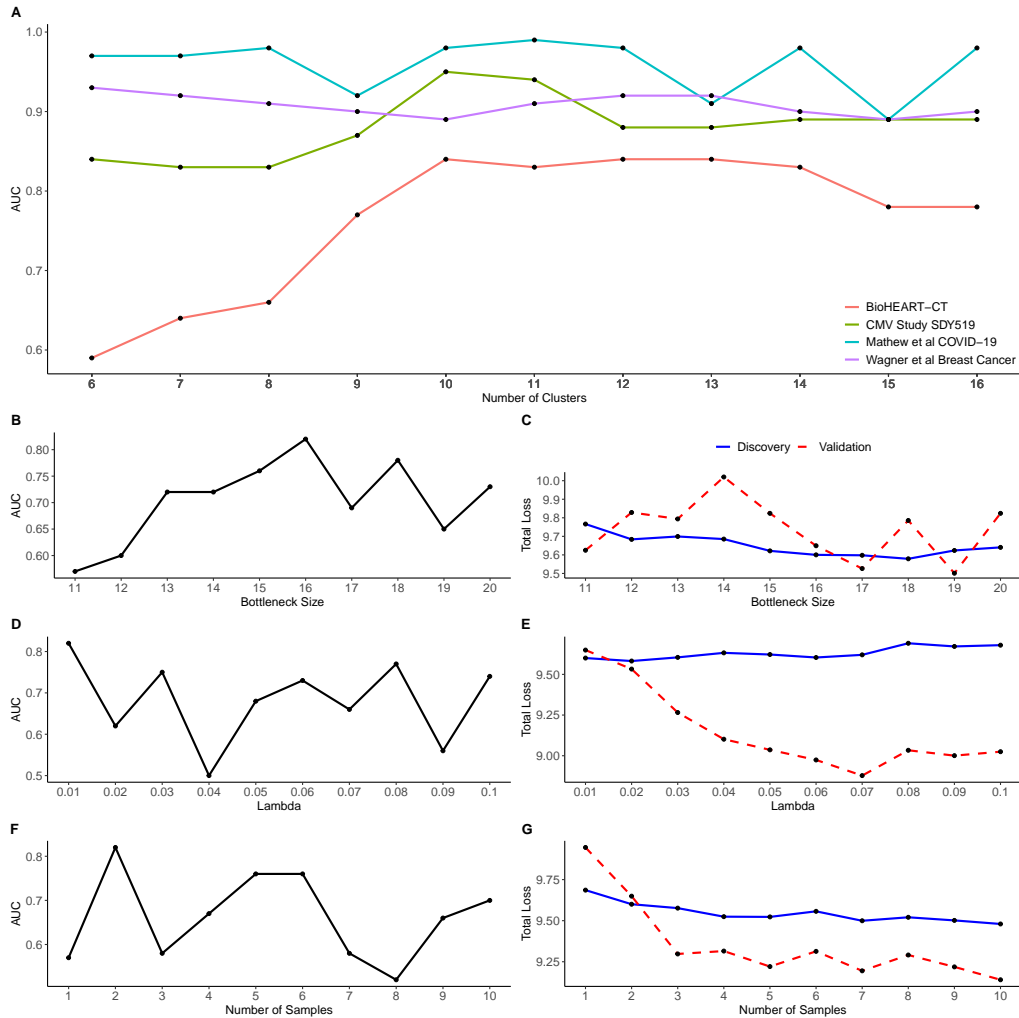 A
1.0
0.9
0.8
0.7
0.6
AUC
6 7 8 9 10 11 12 13 14 15 16
Number of Clusters
BioHEART−CT
CMV Study SDY519
Mathew et al COVID−19
Wagner et al Breast Cancer
B
0.80
0.75
0.70
0.65
0.60
AUC
11 12 13 14 15 16 17 18 19 20
Bottleneck Size
C
Discovery Validation
10.0
9.9
9.8
9.7
9.6
9.5
Total Loss
11 12 13 14 15 16 17 18 19 20
Bottleneck Size
D
0.8
0.7
0.6
0.5
AUC
0.01 0.02 0.03 0.04 0.05 0.06 0.07 0.08 0.09 0.1
Lambda
E
9.50
9.25
9.00
Total Loss
0.01 0.02 0.03 0.04 0.05 0.06 0.07 0.08 0.09 0.1
Lambda
F
0.8
0.7
0.6
AUC
1 2 3 4 5 6 7 8 9 10
Number of Samples
G
9.75
9.50
9.25
Total Loss
1 2 3 4 5 6 7 8 9 10
Number of Samples